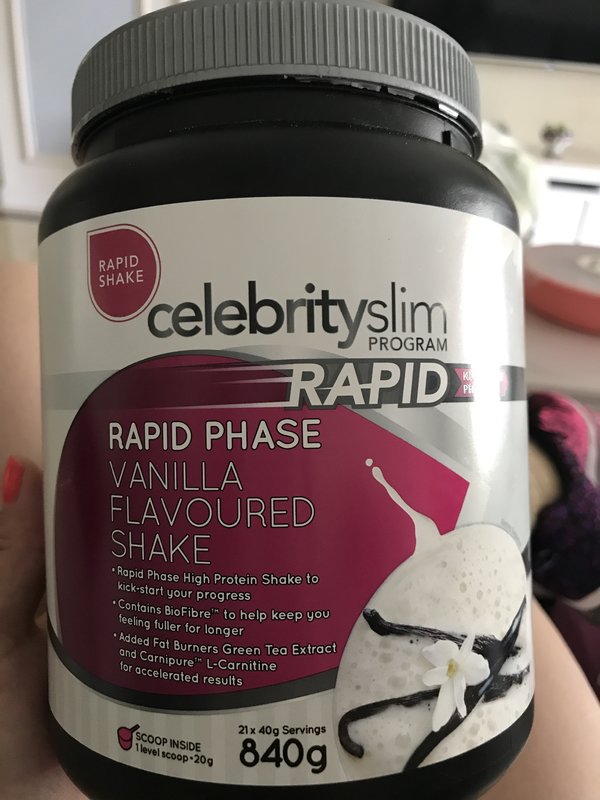 RAPID
SHAKE
celebrityslim
PROGRAM
RAPID
RAPID PHASE
VANILLA
FLAVOURED
SHAKE
• Rapid Phase High Protein Shake to
kick-start your progress
• Contains BioFibre™ to help keep you
feeling fuller for longer
• Added Fat Burners Green Tea Extract
and Carnipure™ L-Carnitine
for accelerated results
SCOOP INSIDE
1 level scoop • 20g
21 x 40g Servings
840g